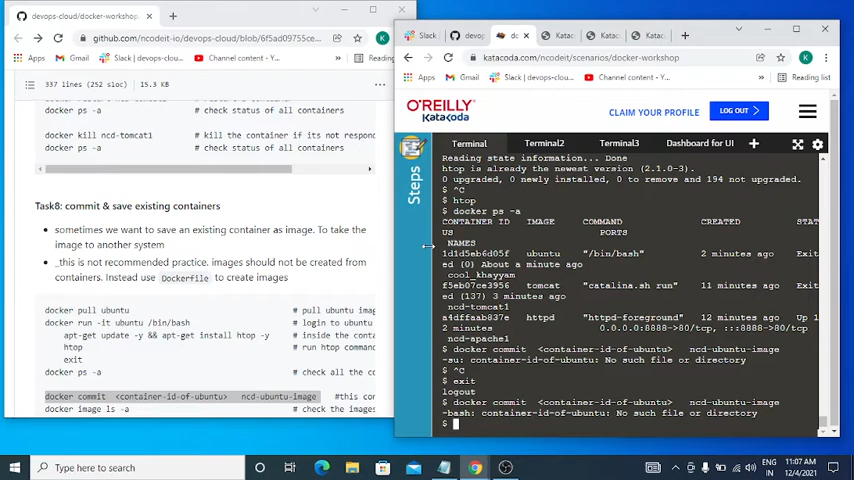 devops-cloud/docker-workshop.
github.com/ncodeit/devops-cloud/blob/6f5ad09755ce...
Apps
Gmail
Slack | devops-clou...
Channel content - Y...
»
Reading
337 lines (252 sloc)
15.3 KB
docker ps -a # check status of all containers
docker kill ncd-tomcat1 # kill the container if its not respond
docker ps -a # check status of all containers
Task8: commit & save existing containers
sometimes we want to save an existing container as image. To take the
image to another system
_this is not recommended practice. images should not be created from
containers. Instead use Dockerfile to create images
docker pull ubuntu # pull ubuntu imag
docker run -it ubuntu /bin/bash # login to ubuntu
apt-get update -y && apt-get install htop -y # inside the conta
htop # run htop comman
exit
docker ps -a # check all the co
docker commit <container-id-of-ubuntu> ncd-ubuntu-image #this con
docker image ls -a # check the images
Slack
devop
dc
Kata
Kata
Kata
katacoda.com/ncodeit/scenarios/docker-workshop
K
Apps
Gmail
Slack | devops-clou...
Channel content - Y...
»
Reading list
O'REILLY
KataCoda
CLAIM YOUR PROFILE
LOG OUT
Steps
Terminal
Terminal2
Terminal3
Dashboard for UI
Reading state information... Done
htop is already the newest version (2.1.0-3).
0 upgraded, 0 newly installed, 0 to remove and 194 not upgraded.
$ ^C
$ htop
$ docker ps -a
CONTAINER ID IMAGE COMMAND CREATED STAT
US PORTS
NAMES
1d1d5eb6d05f ubuntu "/bin/bash" 2 minutes ago Exit
ed (0) About a minute ago
cool_khayyam
f5eb07ce3956 tomcat "catalina.sh run" 11 minutes ago Exit
ed (137) 3 minutes ago
ncd-tomcat1
a4dffaab837e httpd "httpd-foreground" 12 minutes ago Up 1
2 minutes 0.0.0.0:8888->80/tcp, :::8888->80/tcp
ncd-apache1
$ docker commit <container-id-of-ubuntu> ncd-ubuntu-image
-su: container-id-of-ubuntu: No such file or directory
$ ^C
$ exit
logout
$ docker commit <container-id-of-ubuntu> ncd-ubuntu-image
-bash: container-id-of-ubuntu: No such file or directory
$
Type here to search
ENG
IN
11:07 AM
12/4/2021